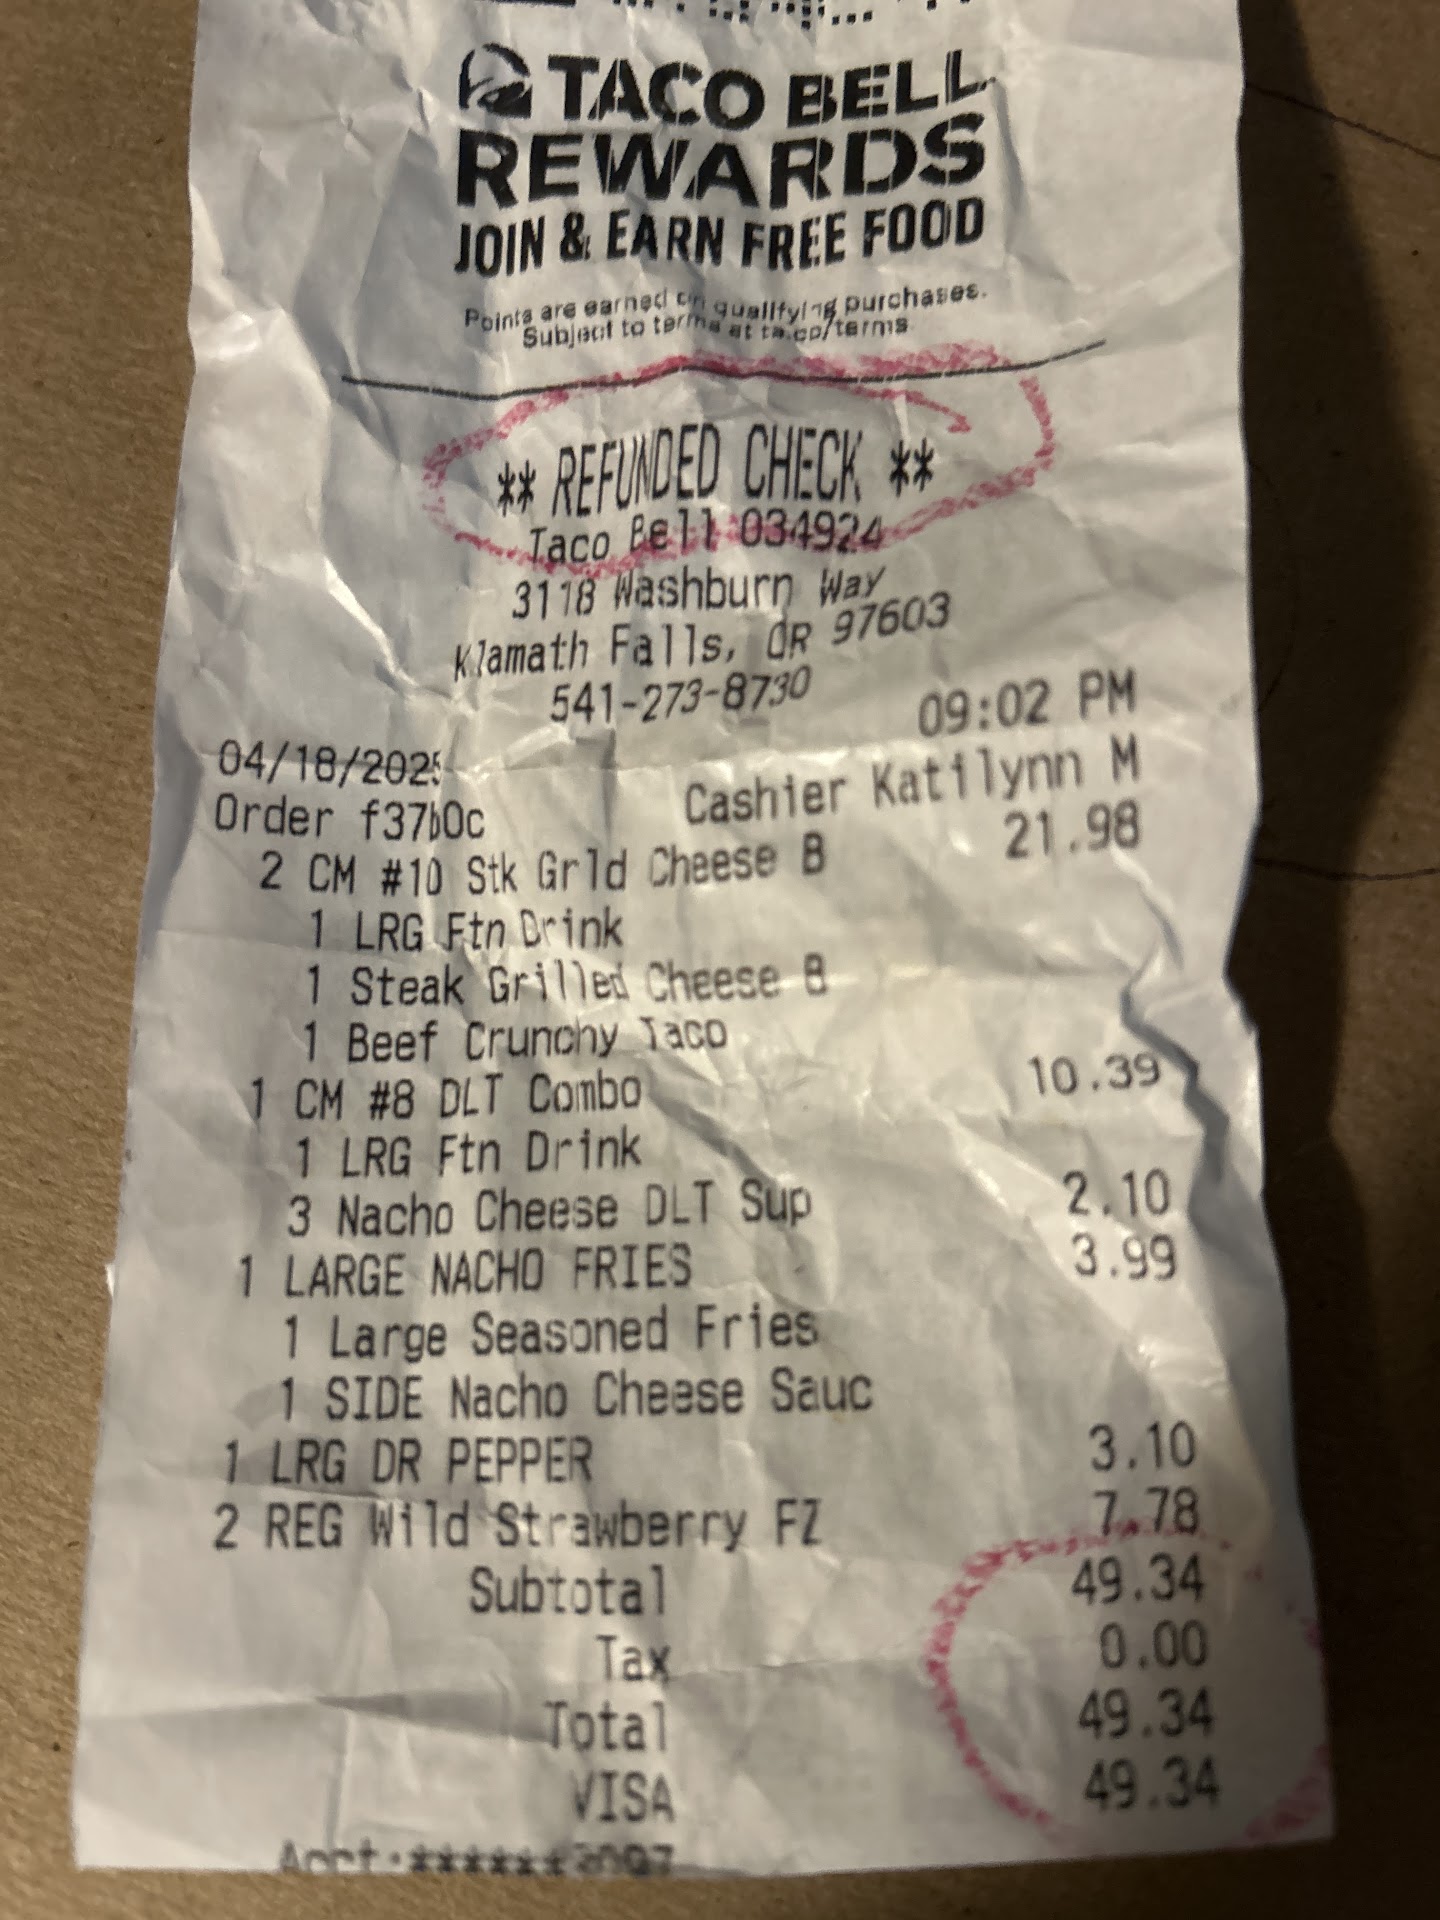 TACO BELL
REWARDS
JOIN & EARN FREE FOOD
Points are earned on qualifying purchases.
Subject to terms at ta.co/terms
** REFUNDED CHECK **
Taco Bell 034924
3118 Washburn Way
Klamath Falls, OR 97603
541-273-8730
04/18/2025 09:02 PM
Order f37b0c Cashier Katilynn M
2 CM #10 Stk Grld Cheese B 21.98
1 LRG Ftn Drink
1 Steak Grilled Cheese B
1 Beef Crunchy Taco
1 CM #8 DLT Combo 10.39
1 LRG Ftn Drink
3 Nacho Cheese DLT Sup 2.10
1 LARGE NACHO FRIES 3.99
1 Large Seasoned Fries
1 SIDE Nacho Cheese Sauc
1 LRG DR PEPPER 3.10
2 REG Wild Strawberry FZ 7.78
Subtotal 49.34
Tax 0.00
Total 49.34
VISA 49.34
Acct: